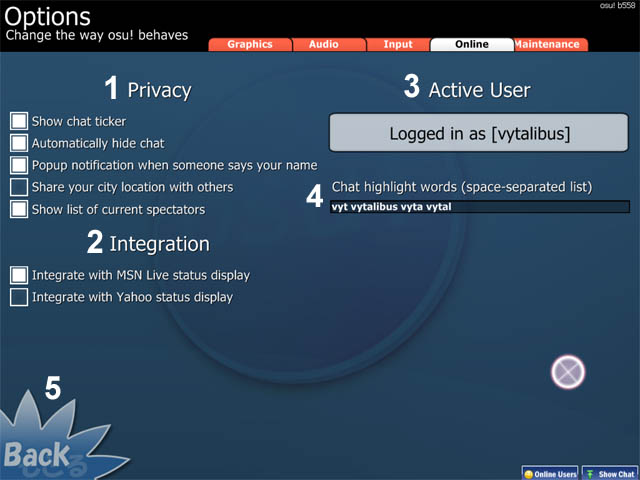 Options
osu! b558
Change the way osu! behaves
Graphics Audio Input Online Maintenance
1 Privacy
3 Active User
Show chat ticker
Automatically hide chat
Popup notification when someone says your name
Share your city location with others
Show list of current spectators
Logged in as [vytalibus]
4 Chat highlight words (space-separated list)
vyt vytalibus vyta vytal
2 Integration
Integrate with MSN Live status display
Integrate with Yahoo status display
5
Back
Online Users Show Chat